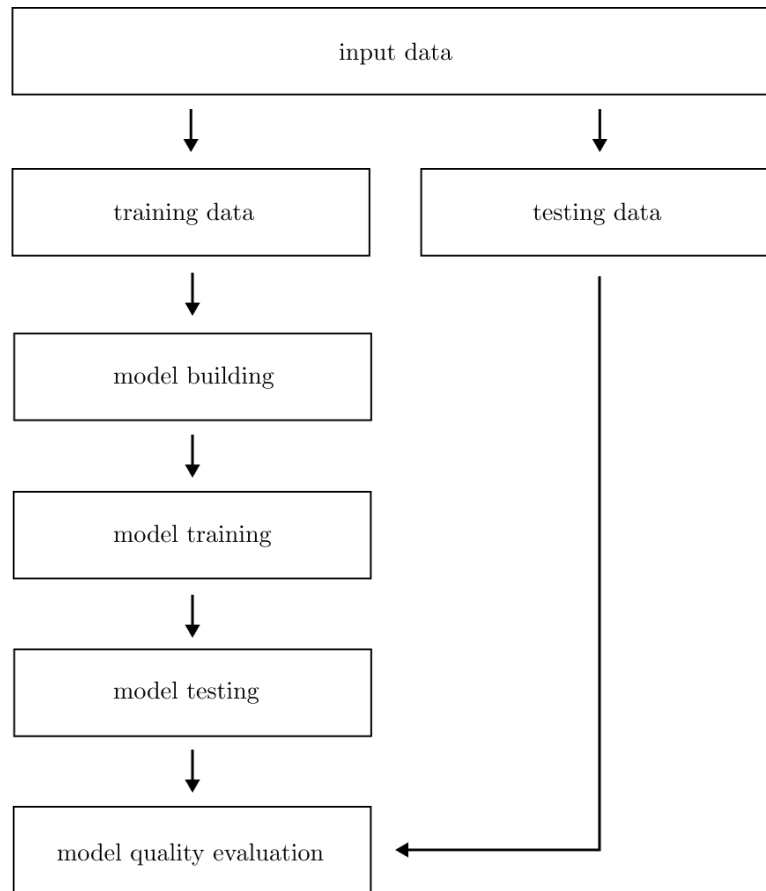 input data
training data
testing data
model building
model training
model testing
model quality evaluation